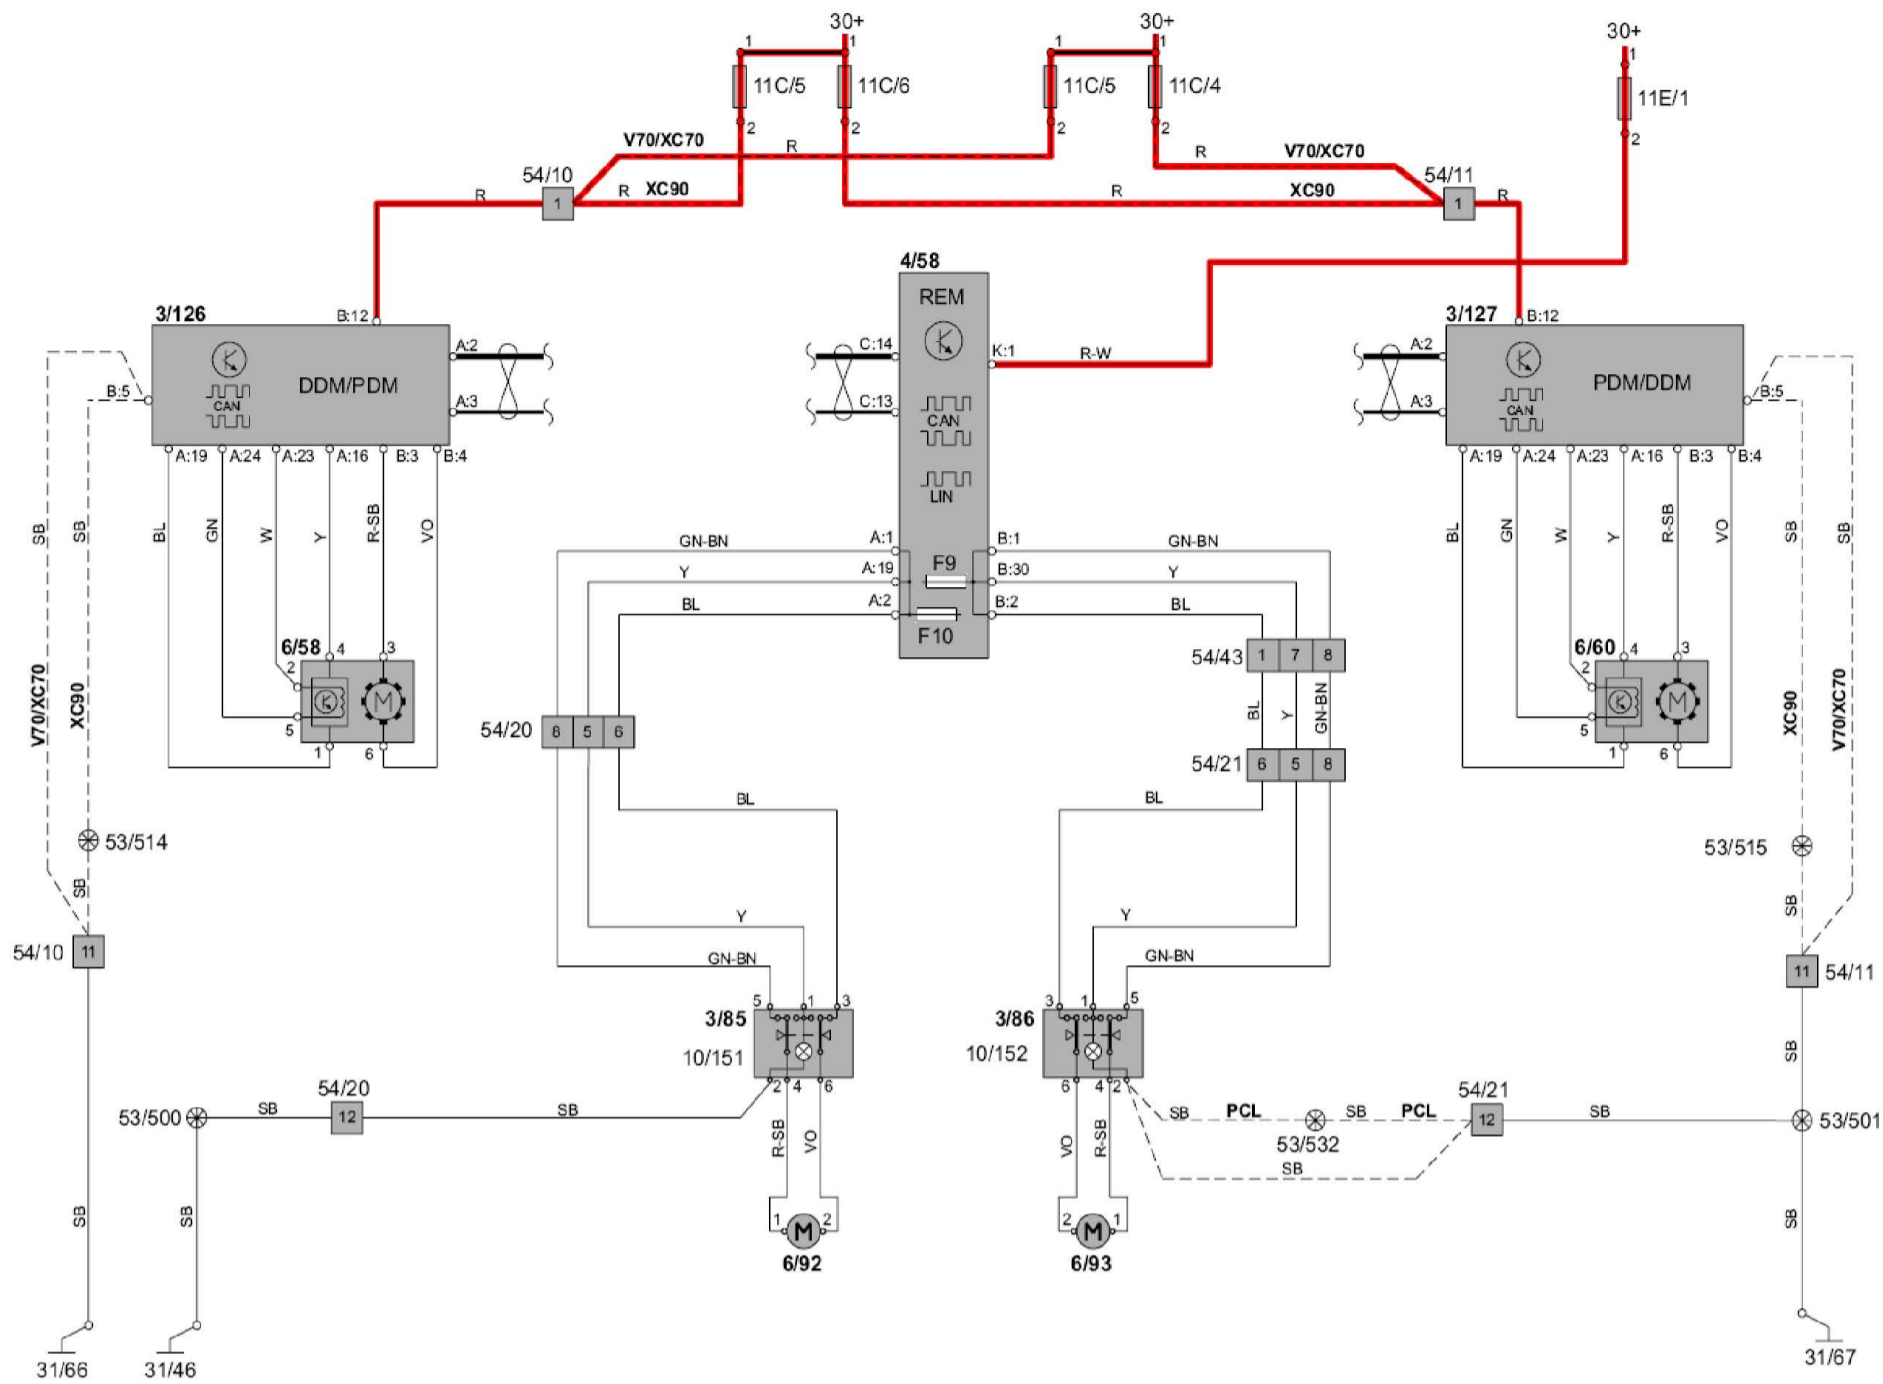 30+ 30+ 30+
1 1 1 1 1
11C/5 11C/6 11C/5 11C/4 11E/1
2 2 2 2 2
V70/XC70 R R V70/XC70
54/10 54/11
R 1 R XC90 R XC90 1 R
4/58
REM
3/126 B:12 3/127 B:12
A:2 C:14 K:1 R-W A:2
DDM/PDM PDM/DDM
B:5 CAN A:3 C:13 CAN A:3 CAN B:5
A:19 A:24 A:23 A:16 B:3 B:4 A:19 A:24 A:23 A:16 B:3 B:4
LIN
SB SB BL GN W Y R-SB VO BL GN W Y R-SB VO SB SB
GN-BN A:1 B:1 GN-BN
Y A:19 F9 B:30 Y
BL A:2 B:2 BL
F10
6/58 4 3 6/60 4 3
2 2
54/43 1 7 8
V70/XC70 XC90 M M XC90 V70/XC70
5 1 6 5 1 6
BL Y GN-BN
54/20 8 5 6
54/21 6 5 8
BL BL
53/514 53/515
SB SB
Y Y
54/10 11 GN-BN GN-BN 11 54/11
5 1 3 3 1 5
3/85 3/86
10/151 10/152
SB
2 4 6 6 4 2
54/20 54/21
53/500 SB 12 SB SB PCL SB PCL 12 SB 53/501
53/532
R-SB VO VO R-SB
SB
SB SB SB
1 M 2 2 M 1
6/92 6/93
31/66 31/46 31/67